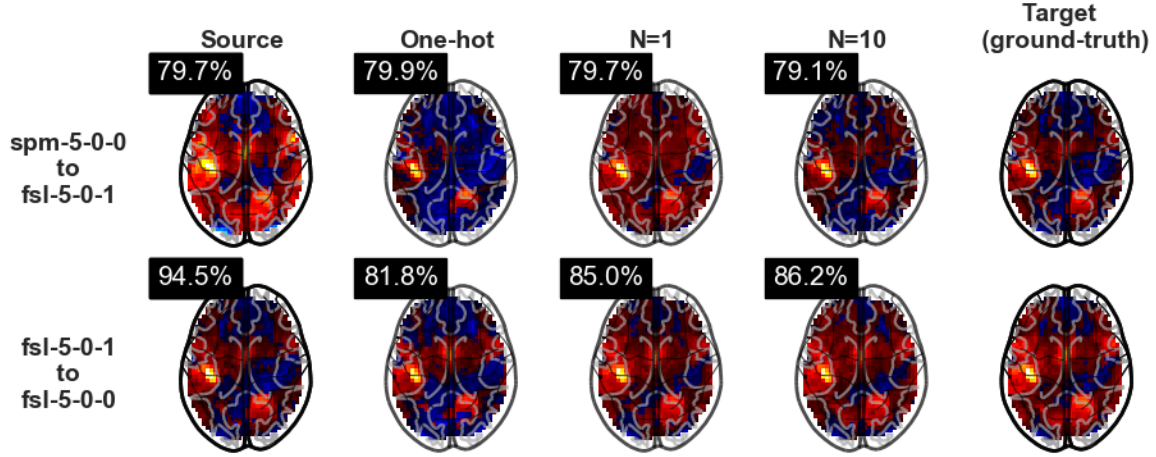 Source
One-hot
N=1
N=10
Target
(ground-truth)
79.7%
79.9%
79.7%
79.1%
spm-5-0-0
to
fsl-5-0-1
94.5%
81.8%
85.0%
86.2%
fsl-5-0-1
to
fsl-5-0-0